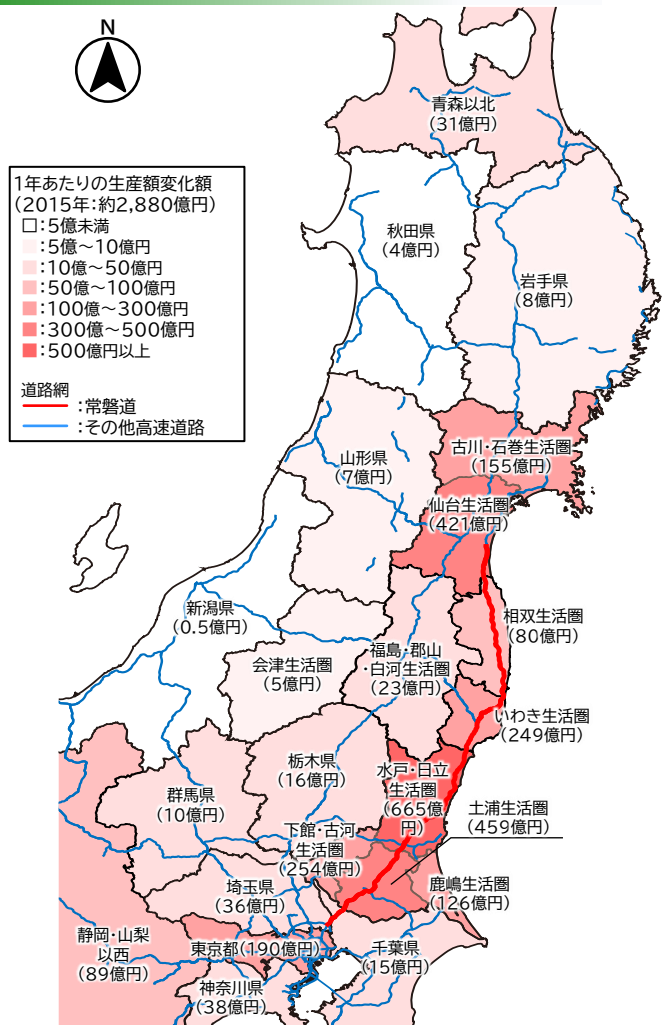 N
青森以北
(31億円)
1年あたりの生産額変化額
(2015年:約2,880億円)
□:5億未満
:5億～10億円
:10億～50億円
:50億～100億円
:100億～300億円
:300億～500億円
:500億円以上
道路網
:常磐道
:その他高速道路
秋田県
(4億円)
岩手県
(8億円)
古川・石巻生活圏
(155億円)
山形県
(7億円)
仙台生活圏
(421億円)
相双生活圏
(80億円)
新潟県
(0.5億円)
福島・郡山
・白河生活圏
(23億円)
会津生活圏
(5億円)
いわき生活圏
(249億円)
栃木県
(16億円)
水戸・日立
生活圏
(665億
円)
群馬県
(10億円)
土浦生活圏
(459億円)
下館・古河
生活圏
(254億円)
埼玉県
(36億円)
鹿嶋生活圏
(126億円)
静岡・山梨
以西
(89億円)
東京都(190億円)
千葉県
(15億円)
神奈川県
(38億円)